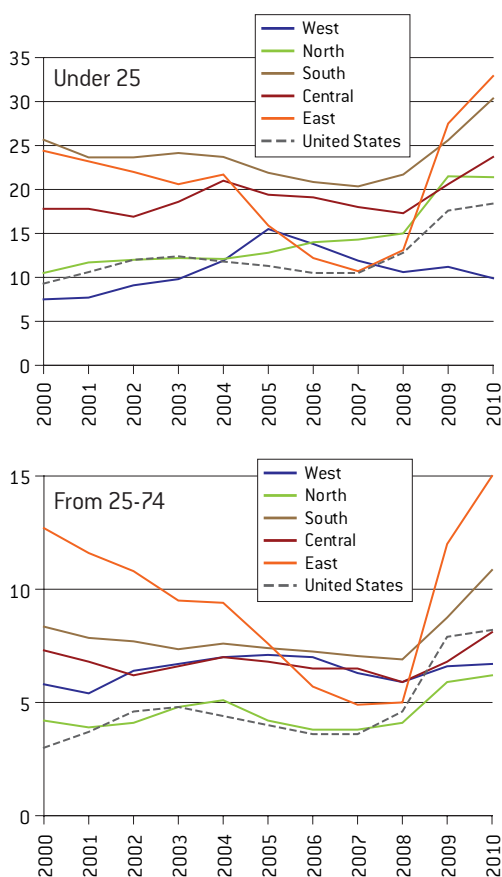 West
North
South
Central
East
United States
Under 25
35
30
25
20
15
10
5
0
2000
2001
2002
2003
2004
2005
2006
2007
2008
2009
2010
West
North
South
Central
East
United States
From 25-74
15
10
5
0
2000
2001
2002
2003
2004
2005
2006
2007
2008
2009
2010